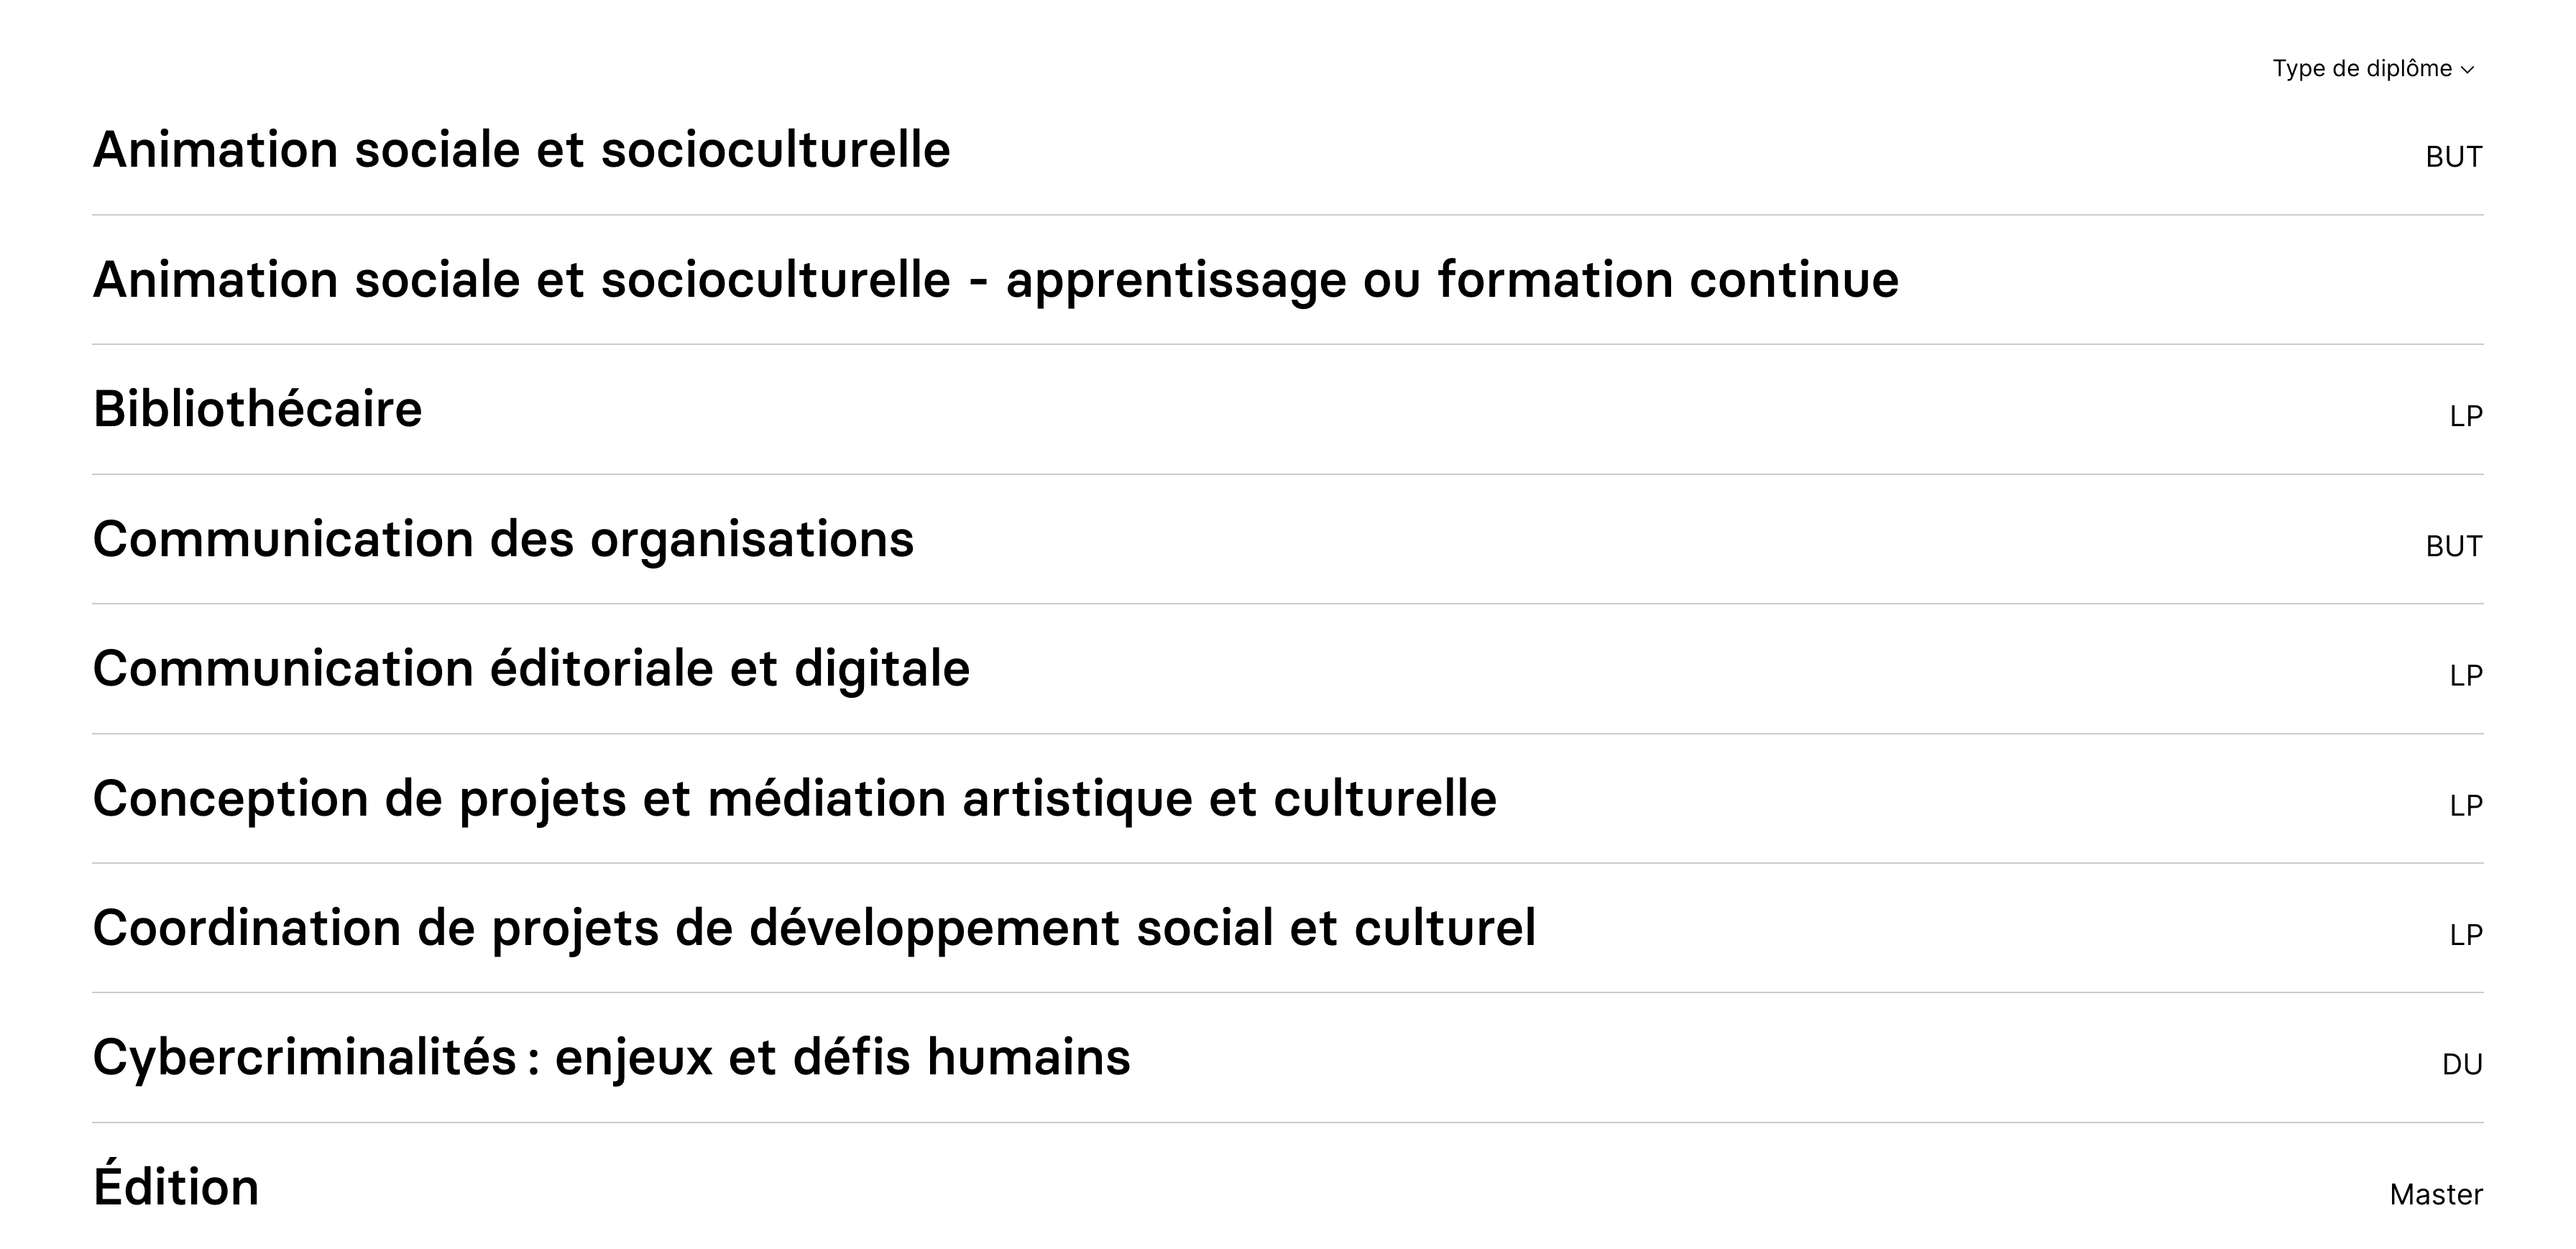 Type de diplôme
Animation sociale et socioculturelle BUT
Animation sociale et socioculturelle - apprentissage ou formation continue
Bibliothécaire LP
Communication des organisations BUT
Communication éditoriale et digitale LP
Conception de projets et médiation artistique et culturelle LP
Coordination de projets de développement social et culturel LP
Cybercriminalités : enjeux et défis humains DU
Édition Master